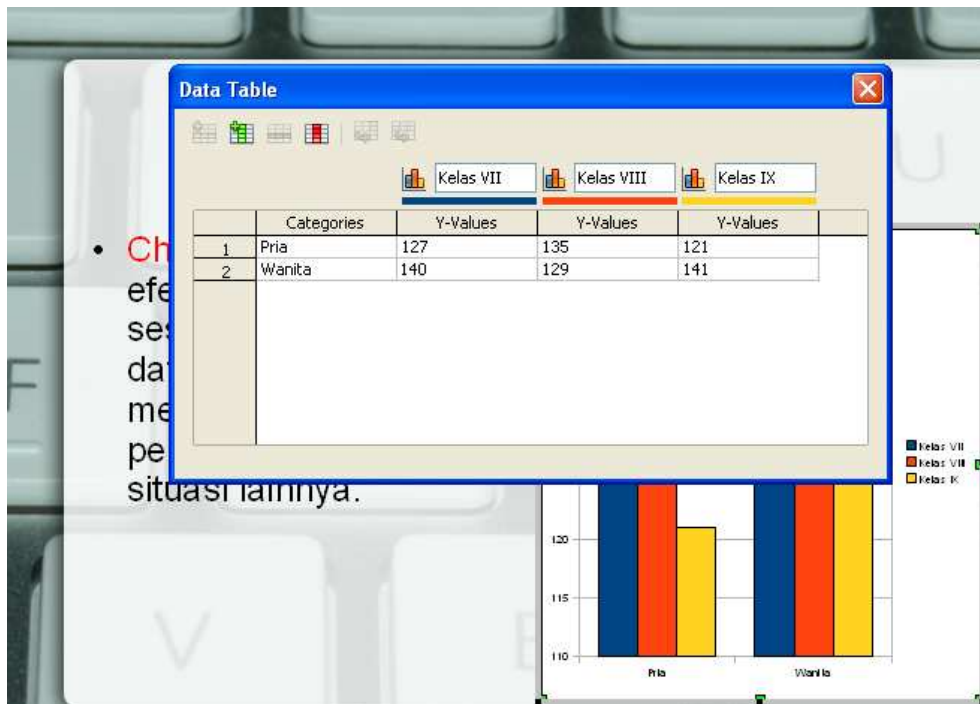 Data Table
Kelas VII Kelas VIII Kelas IX
Categories Y-Values Y-Values Y-Values
1 Pria 127 135 121
2 Wanita 140 129 141
• Ch
efe
ses
da
me
pe
situasi lainnya.
Kelas VII
Kelas VIII
Kelas IX
120
115
110
Pria Wanita
F
U
V